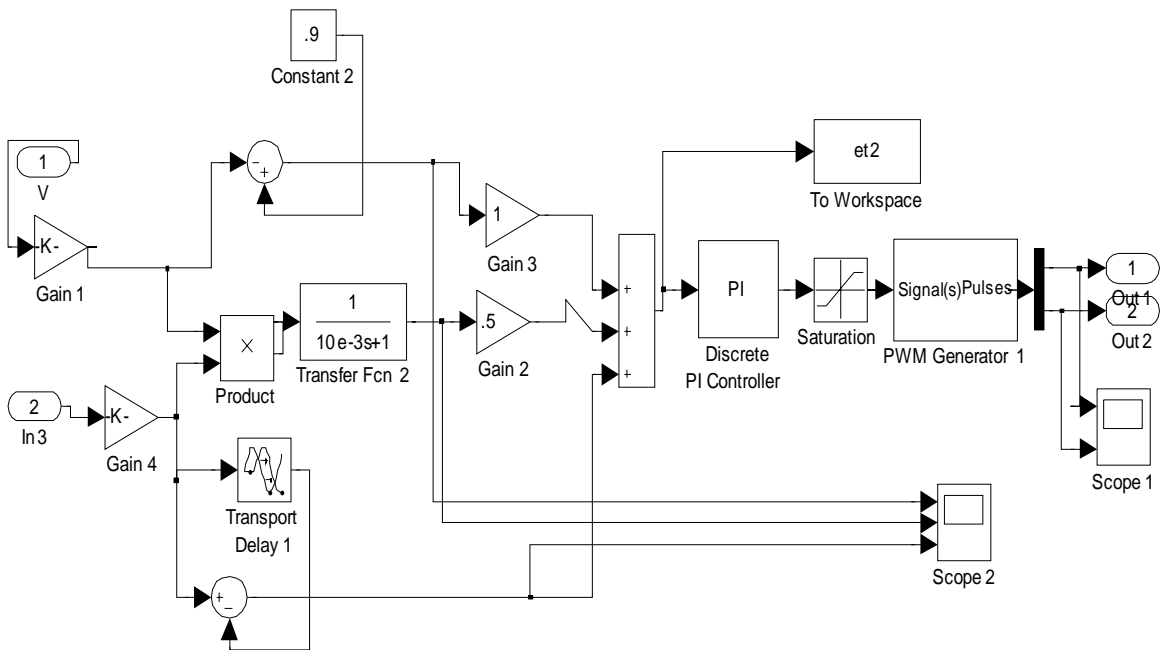 .9
Constant 2
1
V
-K-
Gain 1
- +
1
Gain 3
et2
To Workspace
×
Product
1
10e-3s+1
Transfer Fcn 2
.5
Gain 2
+
+
+
PI
Discrete
PI Controller
Saturation
Signal(s) Pulses
PWM Generator 1
1
Out 1
2
Out 2
2
In 3
-K-
Gain 4
Transport
Delay 1
Scope 1
Scope 2
+ -